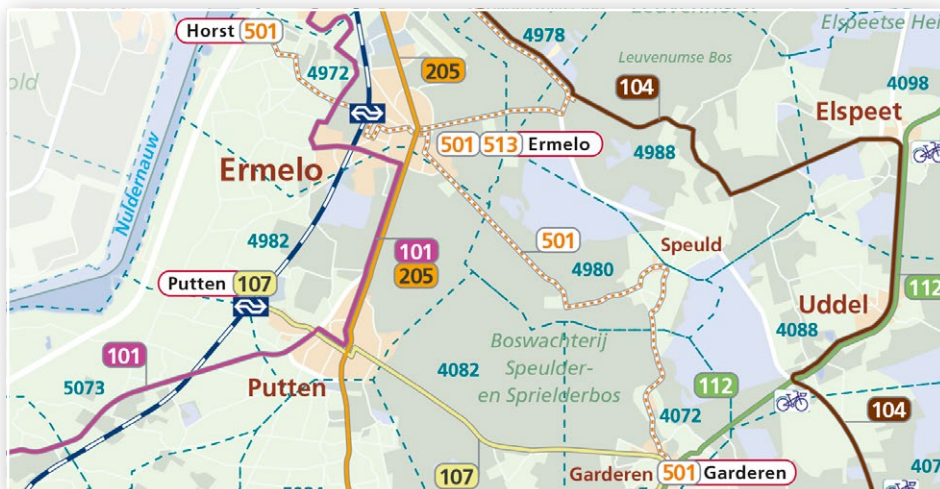 Horst 501
4978
Elspeetse He
Leuvenumse Bos
4972
205
104
4098
Elspeet
old
501 513 Ermelo
4988
Ermelo
Nuldernauw
501
Speuld
4982
101
205
4980
Putten 107
112
Uddel
4088
101
Boswachterij
Speulder-
en Sprielderbos
4082
5073
Putten
112
4072
104
107
Garderen 501 Garderen
407